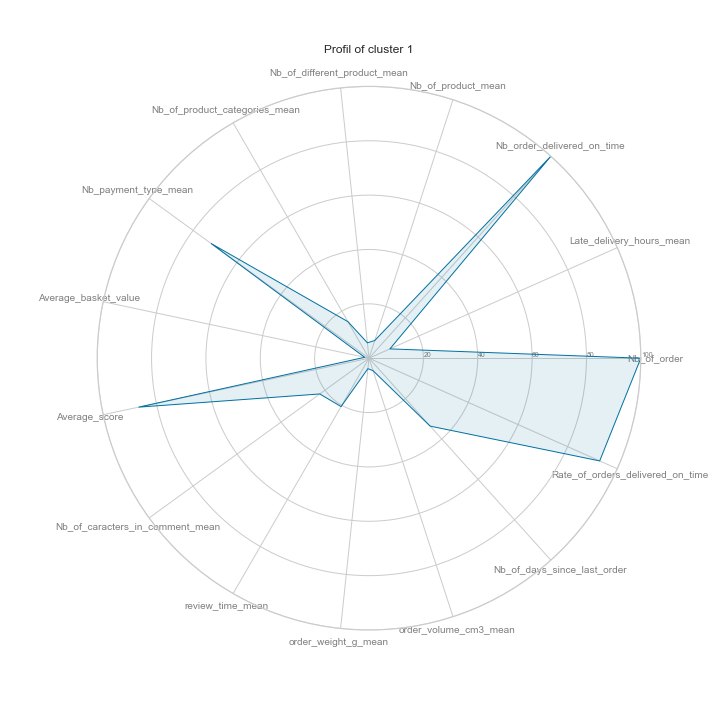 Profil of cluster 1
Nb_of_different_product_mean
Nb_of_product_mean
Nb_of_product_categories_mean
Nb_order_delivered_on_time
Nb_payment_type_mean
Late_delivery_hours_mean
Average_basket_value
20 40 60 80 100
Nb_of_order
Average_score
Rate_of_orders_delivered_on_time
Nb_of_caracters_in_comment_mean
Nb_of_days_since_last_order
review_time_mean
order_volume_cm3_mean
order_weight_g_mean